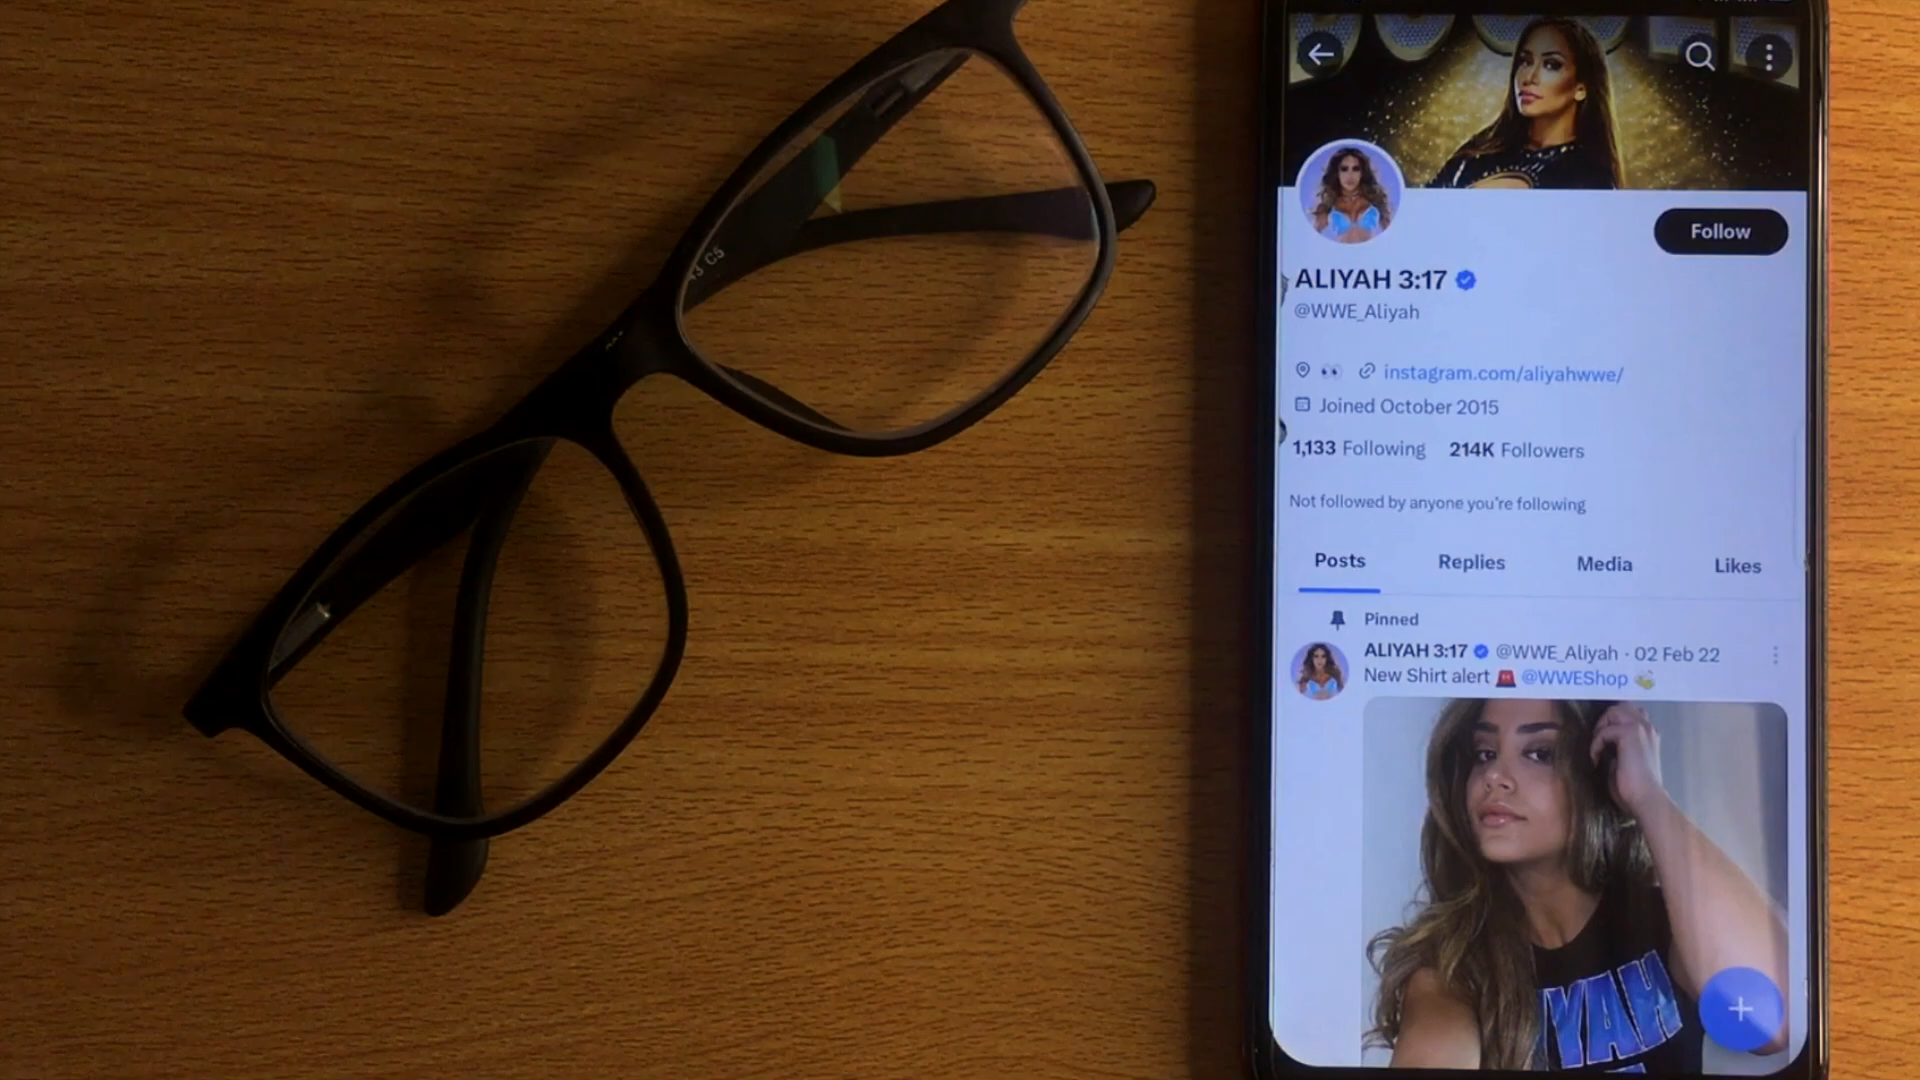 13 C5
Follow
ALIYAH 3:17
@WWE_Aliyah
instagram.com/aliyahwwe/
Joined October 2015
1,133 Following 214K Followers
Not followed by anyone you're following
Posts Replies Media Likes
Pinned
ALIYAH 3:17 @WWE_Aliyah · 02 Feb 22
New Shirt alert 🚨 @WWEShop
YAH